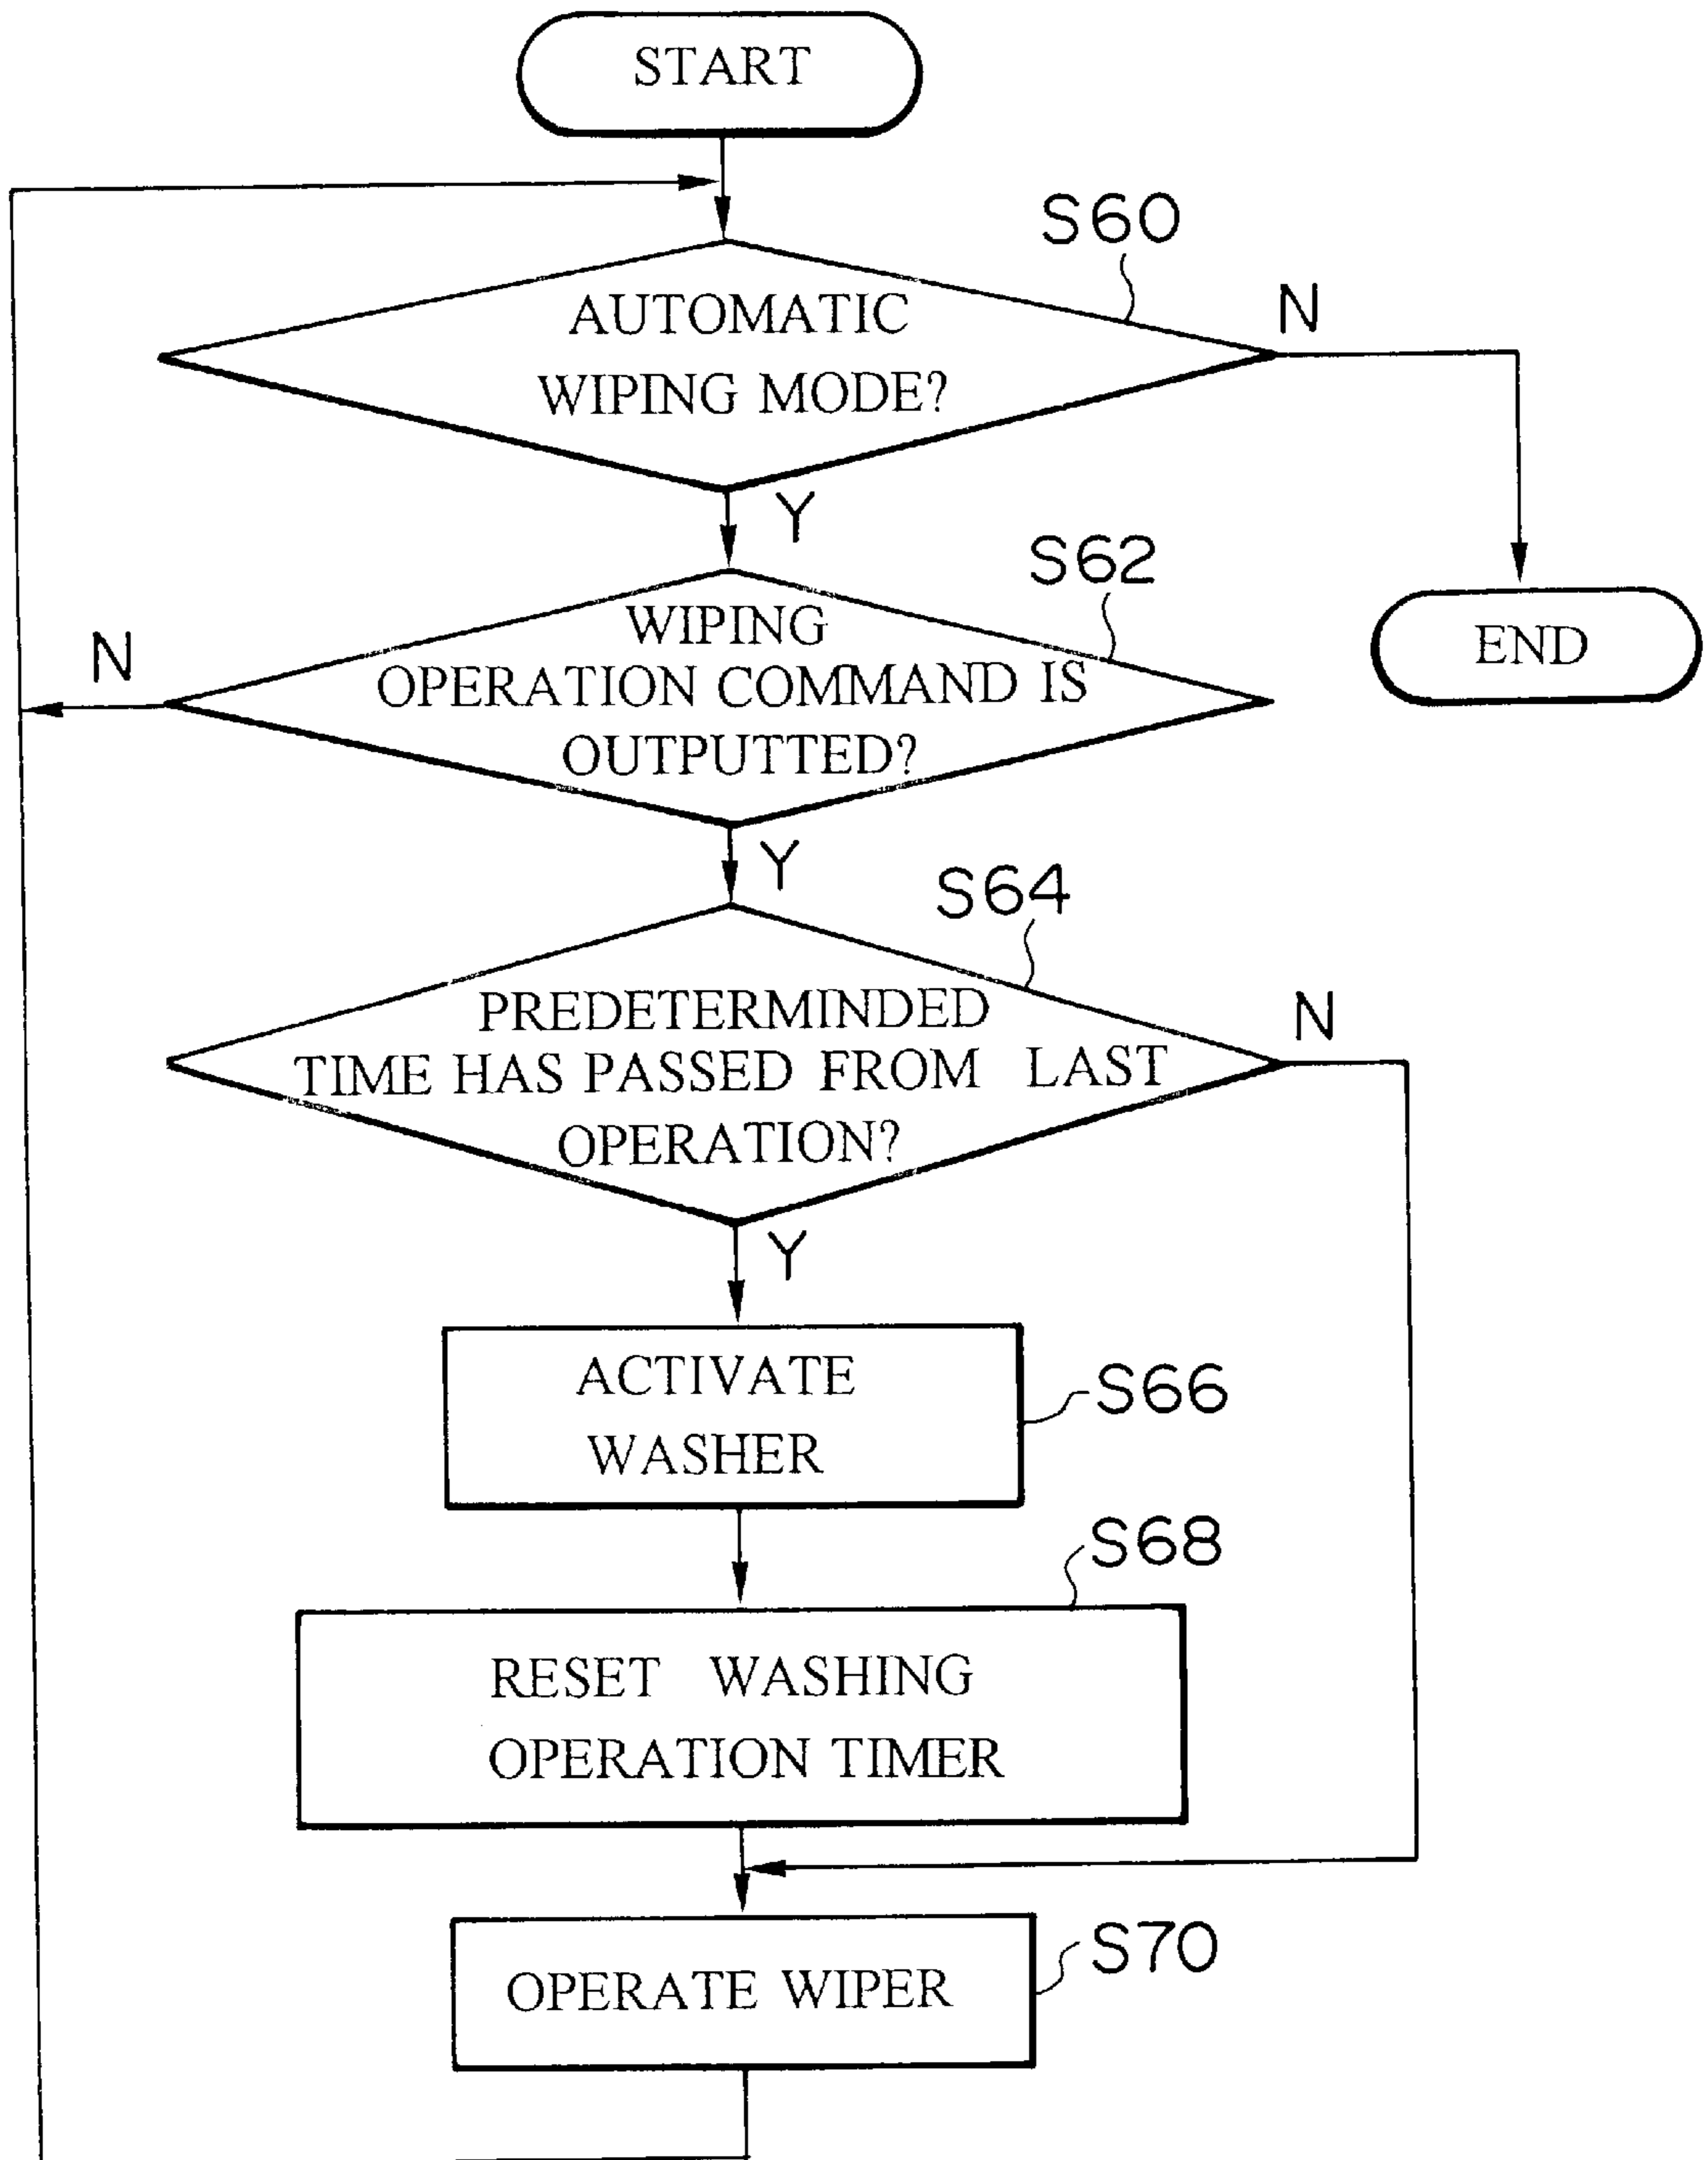 START
S60
AUTOMATIC
WIPING MODE?
N
Y
S62
WIPING
OPERATION COMMAND IS
OUTPUTTED?
N
END
Y
S64
PREDETERMINDED
TIME HAS PASSED FROM LAST
OPERATION?
N
Y
ACTIVATE
WASHER
S66
S68
RESET WASHING
OPERATION TIMER
OPERATE WIPER
S70